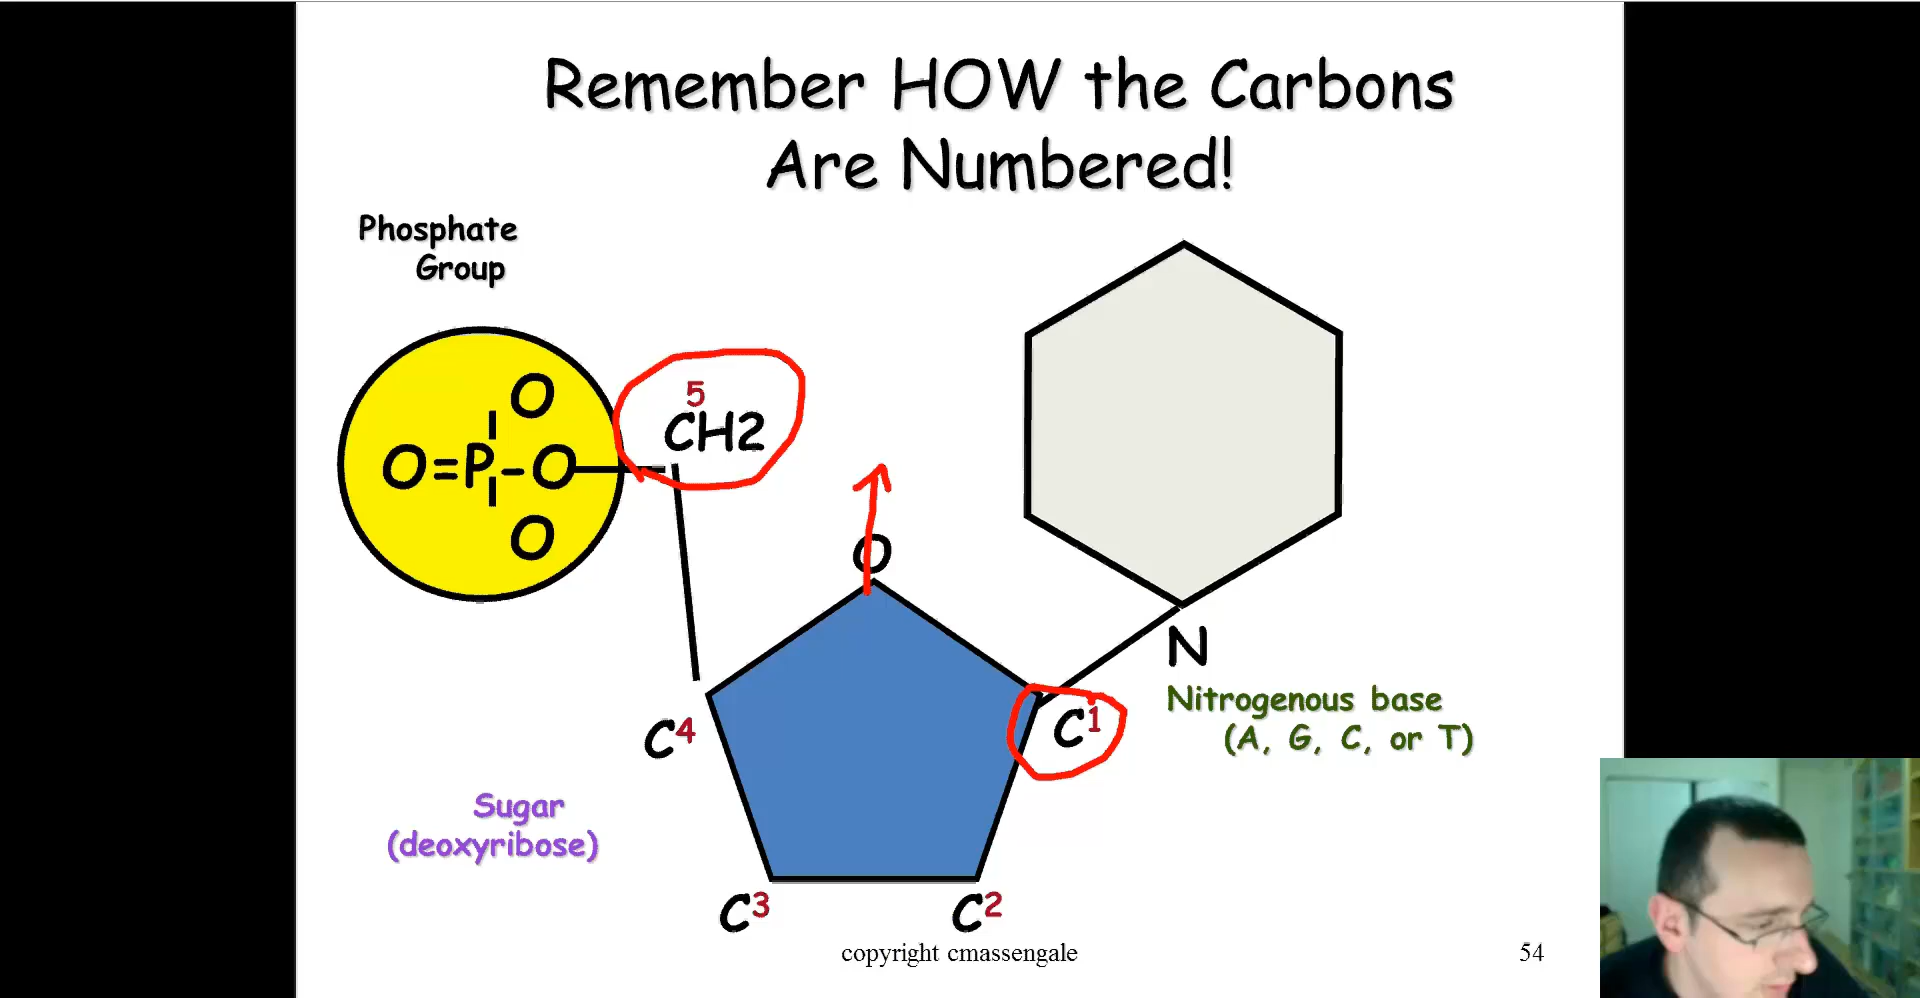 Remember HOW the Carbons
Are Numbered!
Phosphate
Group
5
CH2
O
O=P-O
O
O
N
Nitrogenous base
(A, G, C, or T)
C1
C4
Sugar
(deoxyribose)
C3
C2
copyright cmassengale
54